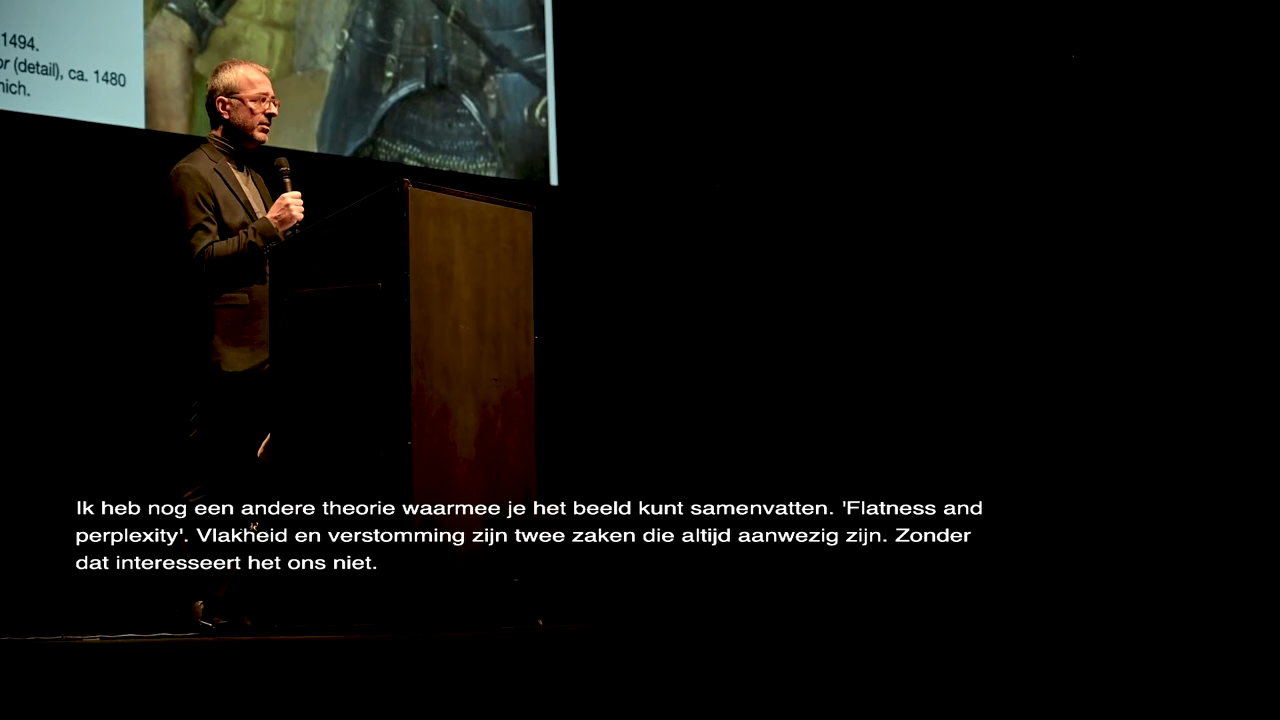 1494.
or (detail), ca. 1480
nich.
Ik heb nog een andere theorie waarmee je het beeld kunt samenvatten. 'Flatness and
perplexity'. Vlakheid en verstomming zijn twee zaken die altijd aanwezig zijn. Zonder
dat interesseert het ons niet.